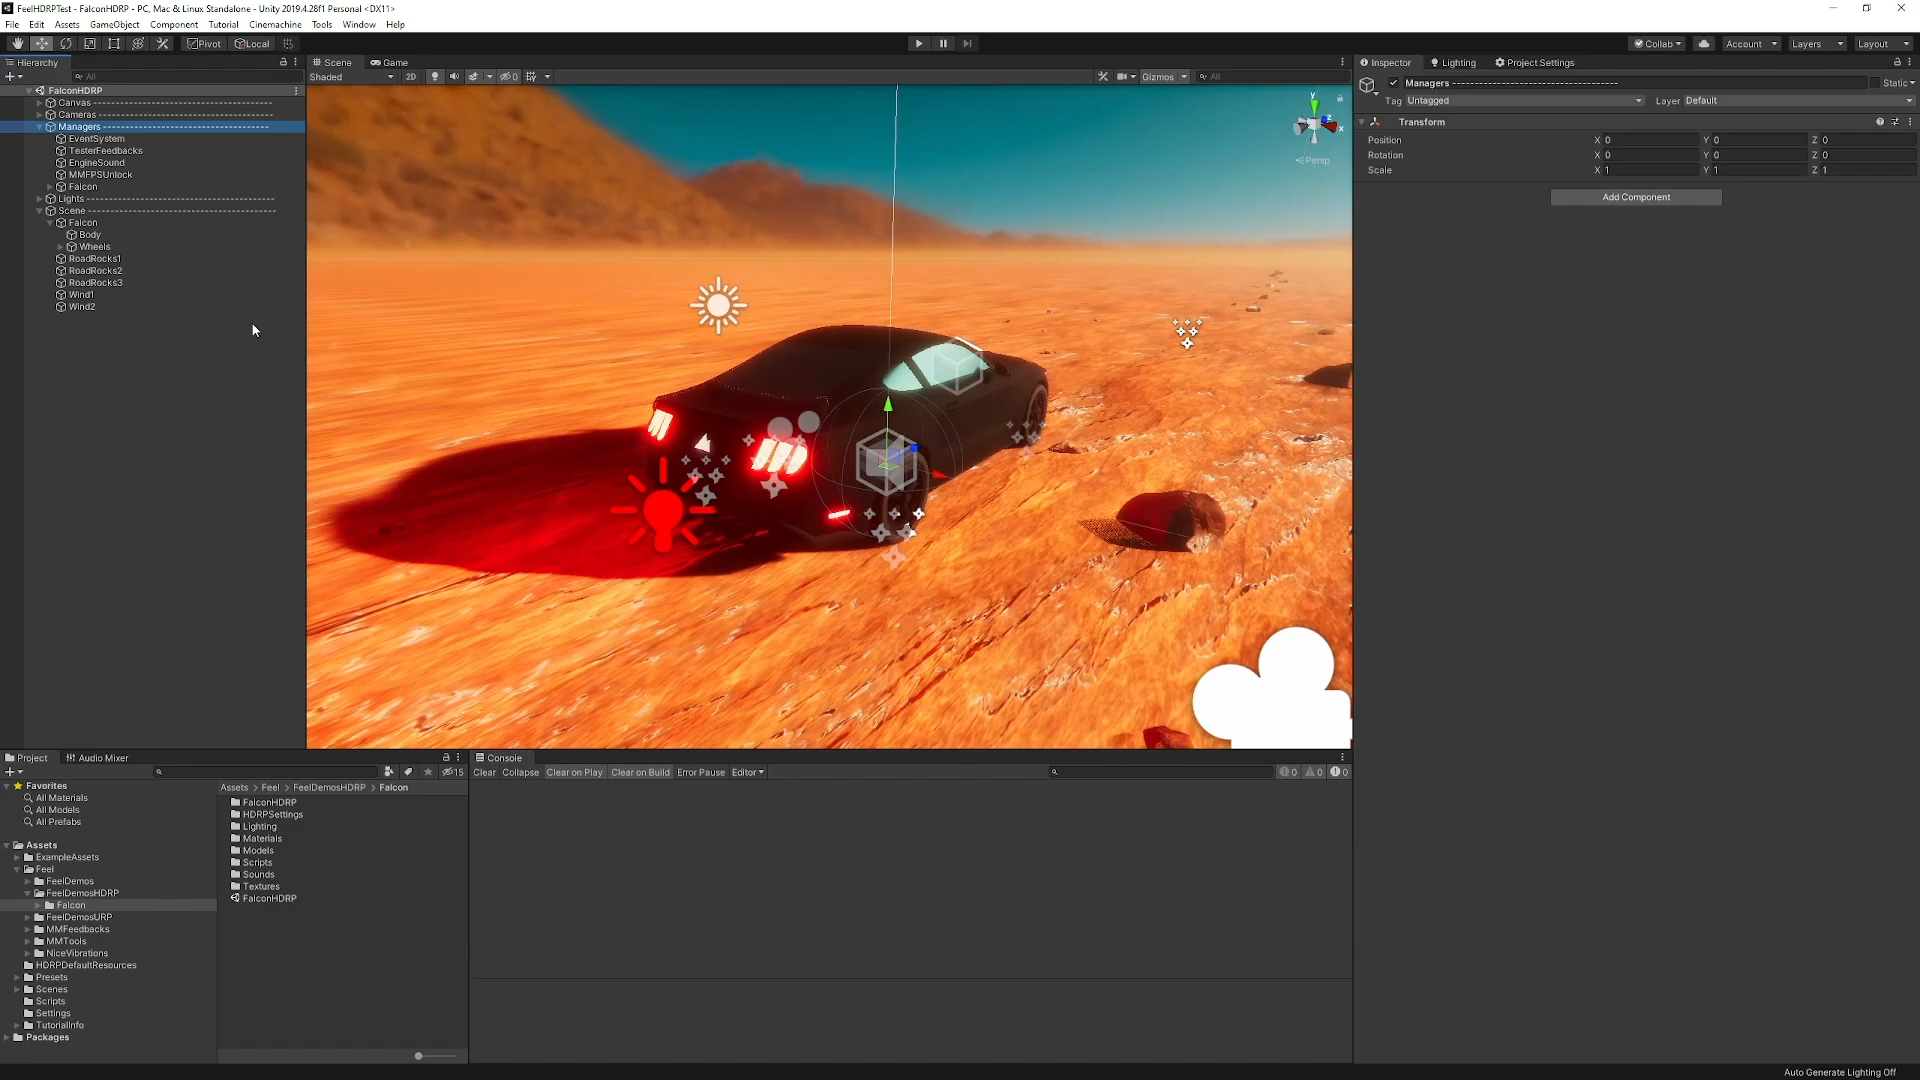 FeelHDRPTest - FalconHDRP - PC, Mac & Linux Standalone - Unity 2019.4.28f1 Personal <DX11>
File Edit Assets GameObject Component Tutorial Cinemachine Tools Window Help
Pivot Local Collab Account Layers Layout
Hierarchy
All
FalconHDRP
Canvas ----------------------------------------
Cameras ----------------------------------------
Managers -------------------------------------
EventSystem
TesterFeedbacks
EngineSound
MMFPSUnlock
Falcon
Lights ------------------------------------------
Scene ------------------------------------------
Falcon
Body
Wheels
RoadRocks1
RoadRocks2
RoadRocks3
Wind1
Wind2
Scene Game
Shaded 2D 0 Gizmos All
y
z
x
Persp
Inspector Lighting Project Settings
Managers -------------------------------------
Static
Tag Untagged Layer Default
Transform
Position X 0 Y 0 Z 0
Rotation X 0 Y 0 Z 0
Scale X 1 Y 1 Z 1
Add Component
Project Audio Mixer
15
Favorites
All Materials
All Models
All Prefabs
Assets
ExampleAssets
Feel
FeelDemos
FeelDemosHDRP
Falcon
FeelDemosURP
MMFeedbacks
MMTools
NiceVibrations
HDRPDefaultResources
Presets
Scenes
Scripts
Settings
TutorialInfo
Packages
Assets > Feel > FeelDemosHDRP > Falcon
FalconHDRP
HDRPSettings
Lighting
Materials
Models
Scripts
Sounds
Textures
FalconHDRP
Console
Clear Collapse Clear on Play Clear on Build Error Pause Editor
0 0 0
Auto Generate Lighting Off